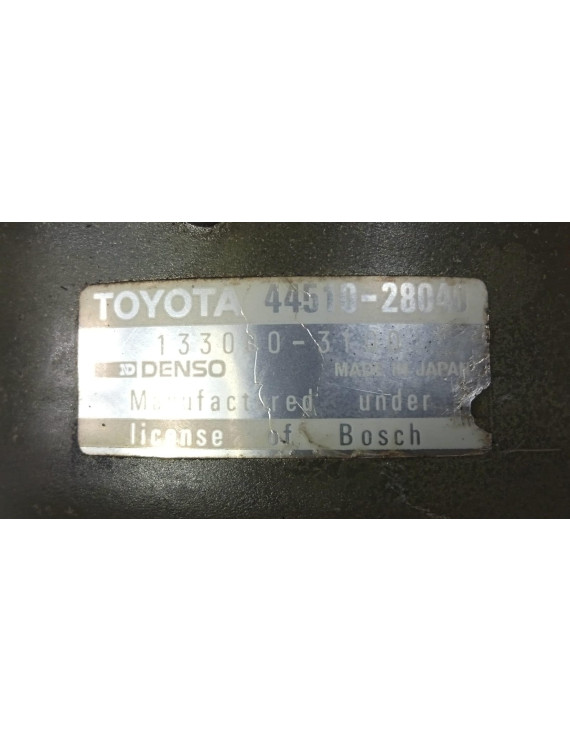 TOYOTA 44510-28040
DENSO MADE IN JAPAN
Manufactured under
license of Bosch